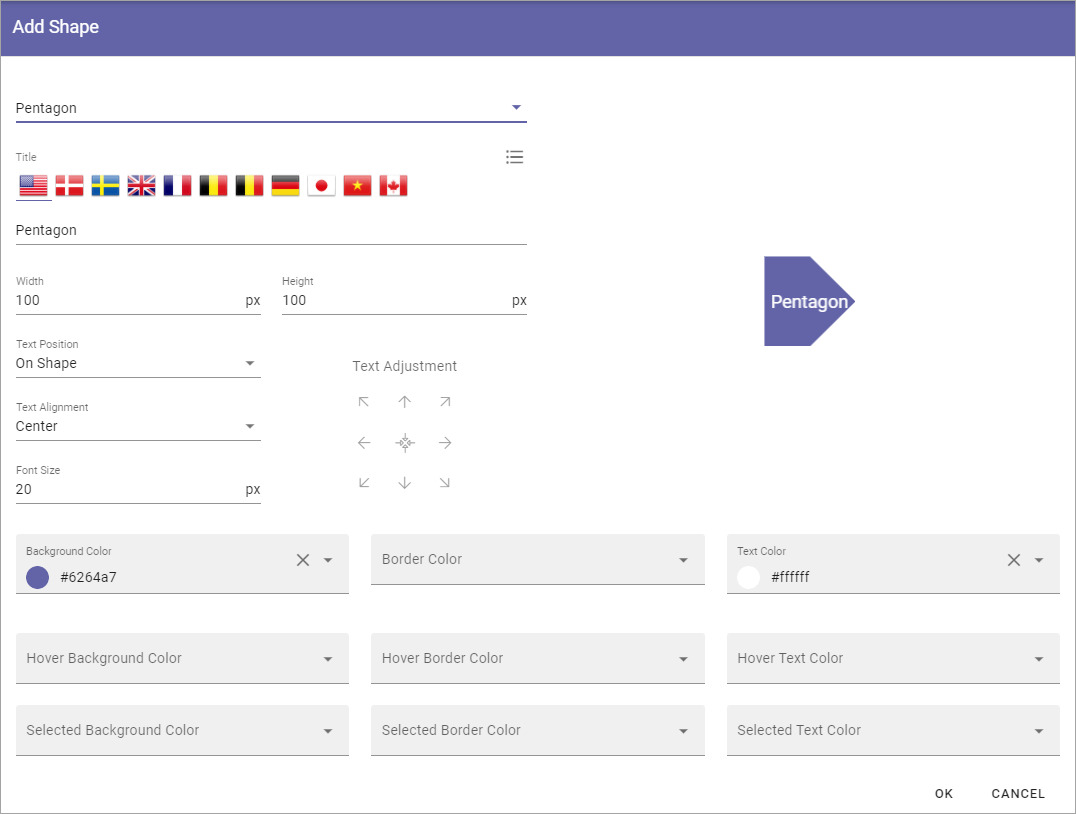 Add Shape
Pentagon
Title
Pentagon
Width
100 px
Height
100 px
Text Position
On Shape
Text Adjustment
Text Alignment
Center
Font Size
20 px
Pentagon
Background Color
#6264a7
Border Color
Text Color
#ffffff
Hover Background Color
Hover Border Color
Hover Text Color
Selected Background Color
Selected Border Color
Selected Text Color
OK
CANCEL